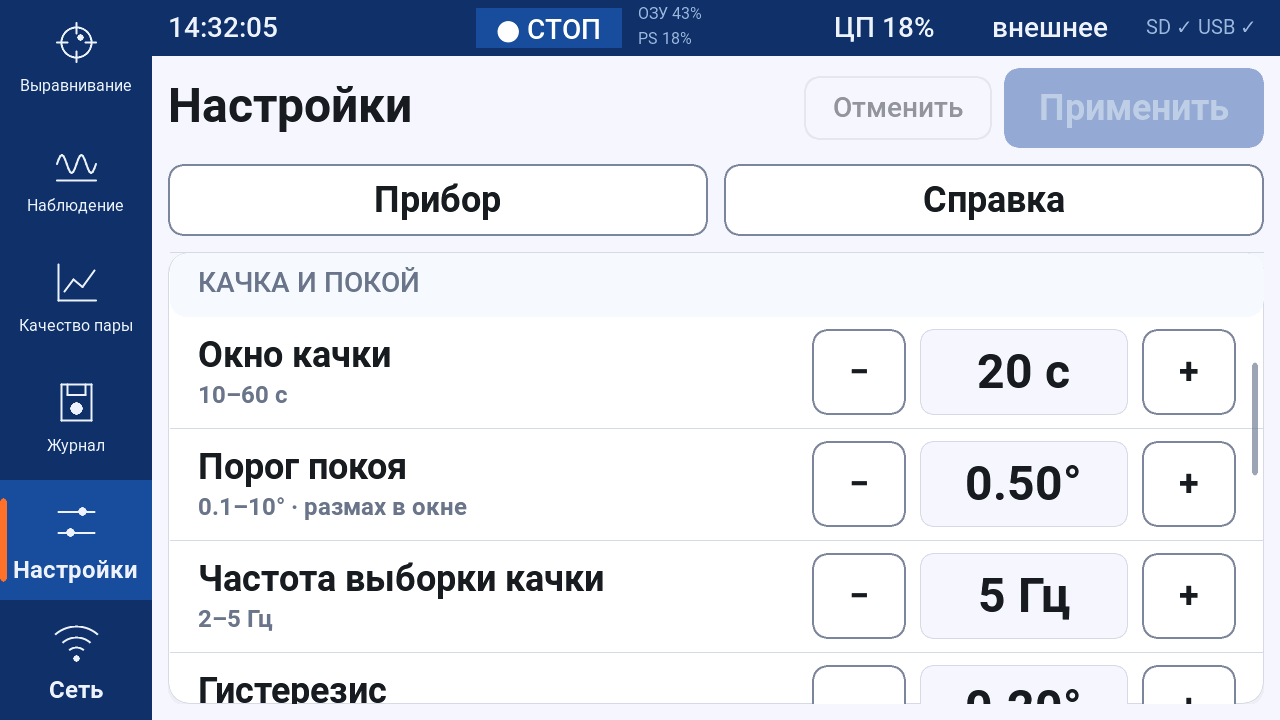 14:32:05
● СТОП
ОЗУ 43%
PS 18%
ЦП 18%
внешнее
SD ✓ USB ✓
Выравнивание
Наблюдение
Качество пары
Журнал
Настройки
Сеть
Настройки
Отменить
Применить
Прибор
Справка
КАЧКА И ПОКОЙ
Окно качки
10–60 с
−
20 с
+
Порог покоя
0.1–10° · размах в окне
−
0.50°
+
Частота выборки качки
2–5 Гц
−
5 Гц
+
Гистерезис
0.20°
+